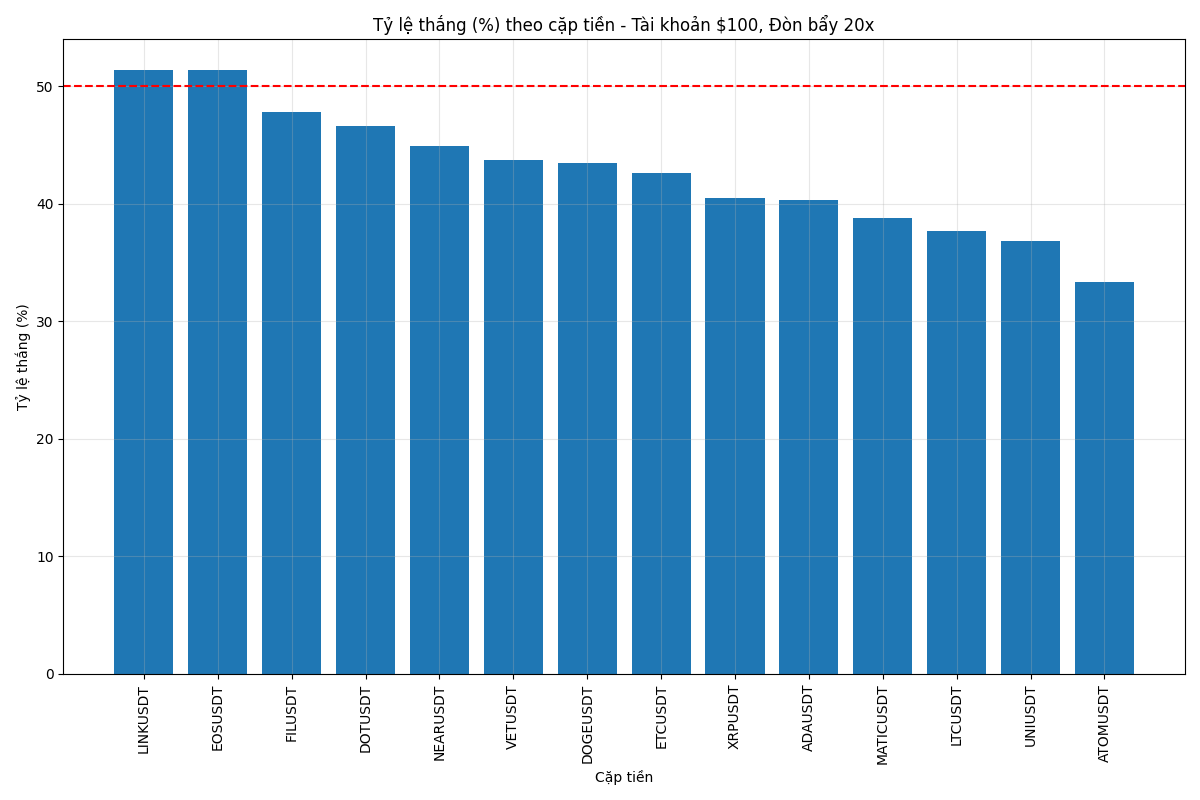 Tỷ lệ thắng (%) theo cặp tiền - Tài khoản $100, Đòn bẩy 20x
Tỷ lệ thắng (%)
50
40
30
20
10
0
LINKUSDT
EOSUSDT
FILUSDT
DOTUSDT
NEARUSDT
VETUSDT
DOGEUSDT
ETCUSDT
XRPUSDT
ADAUSDT
MATICUSDT
LTCUSDT
UNIUSDT
ATOMUSDT
Cặp tiền